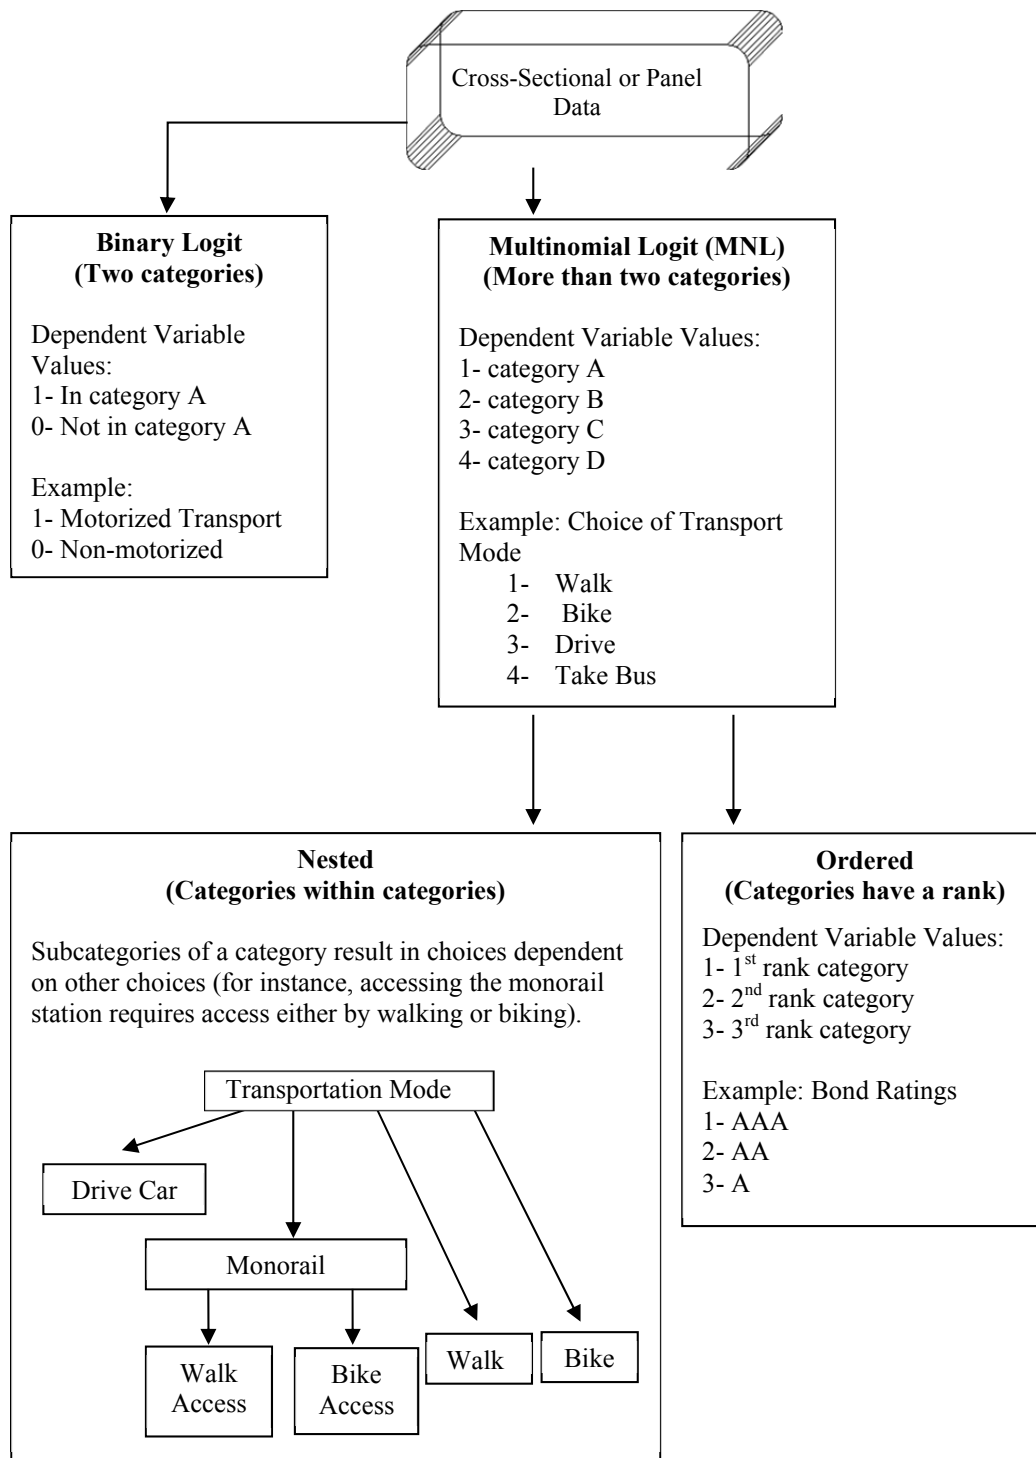 Cross-Sectional or Panel
Data
Binary Logit
(Two categories)
Dependent Variable
Values:
1- In category A
0- Not in category A
Example:
1- Motorized Transport
0- Non-motorized
Multinomial Logit (MNL)
(More than two categories)
Dependent Variable Values:
1- category A
2- category B
3- category C
4- category D
Example: Choice of Transport
Mode
1- Walk
2- Bike
3- Drive
4- Take Bus
Nested
(Categories within categories)
Subcategories of a category result in choices dependent
on other choices (for instance, accessing the monorail
station requires access either by walking or biking).
Transportation Mode
Drive Car
Monorail
Walk
Access
Bike
Access
Walk
Bike
Ordered
(Categories have a rank)
Dependent Variable Values:
1- 1st rank category
2- 2nd rank category
3- 3rd rank category
Example: Bond Ratings
1- AAA
2- AA
3- A